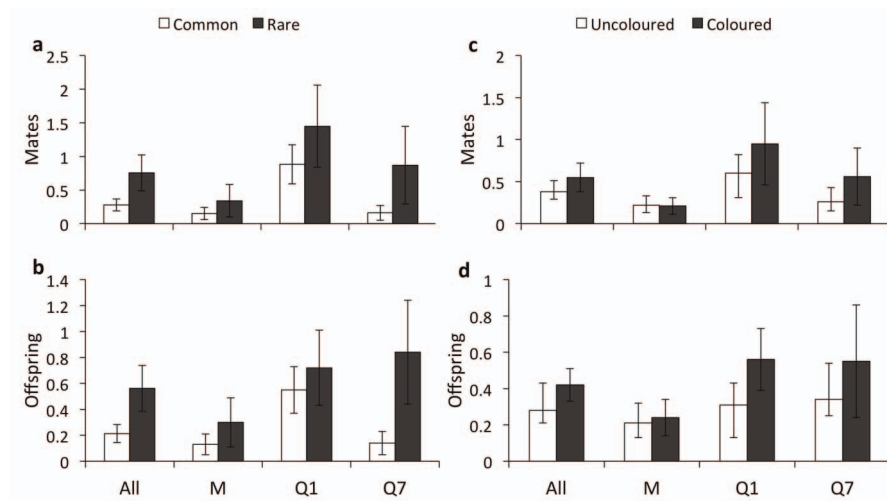 Common Rare
Uncoloured Coloured
a
2.5
2
1.5
1
0.5
0
Mates
c
2
1.5
1
0.5
0
Mates
b
1.4
1.2
1
0.8
0.6
0.4
0.2
0
Offspring
All M Q1 Q7
d
1
0.8
0.6
0.4
0.2
0
Offspring
All M Q1 Q7